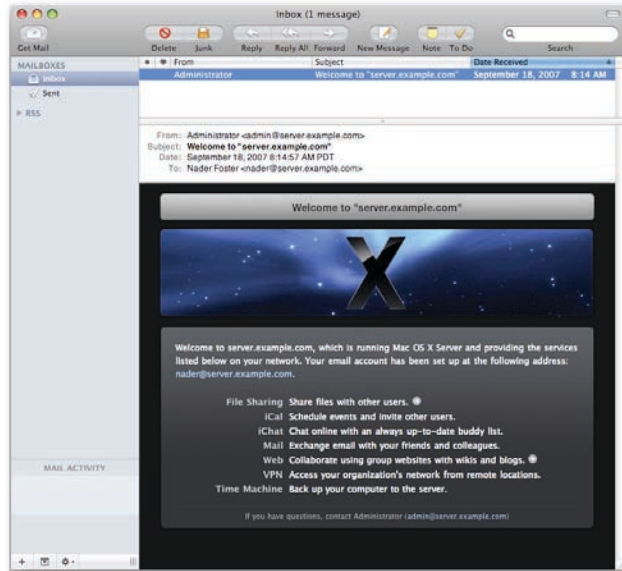 Inbox (1 message)
Get Mail Delete Junk Reply Reply All Forward New Message Note To Do Search
MAILBOXES
Inbox
Sent
RSS
From Subject Date Received
Administrator Welcome to "server.example.com" September 18, 2007 8:14 AM
From: Administrator <admin@server.example.com>
Subject: Welcome to "server.example.com"
Date: September 18, 2007 8:14:57 AM PDT
To: Nader Foster <nader@server.example.com>
Welcome to "server.example.com"
X
Welcome to server.example.com, which is running Mac OS X Server and providing the services
listed below on your network. Your email account has been set up at the following address:
nader@server.example.com.
File Sharing Share files with other users.
iCal Schedule events and invite other users.
iChat Chat online with an always up-to-date buddy list.
Mail Exchange email with your friends and colleagues.
Web Collaborate using group websites with wikis and blogs.
VPN Access your organization's network from remote locations.
Time Machine Back up your computer to the server.
If you have questions, contact Administrator (admin@server.example.com)
MAIL ACTIVITY